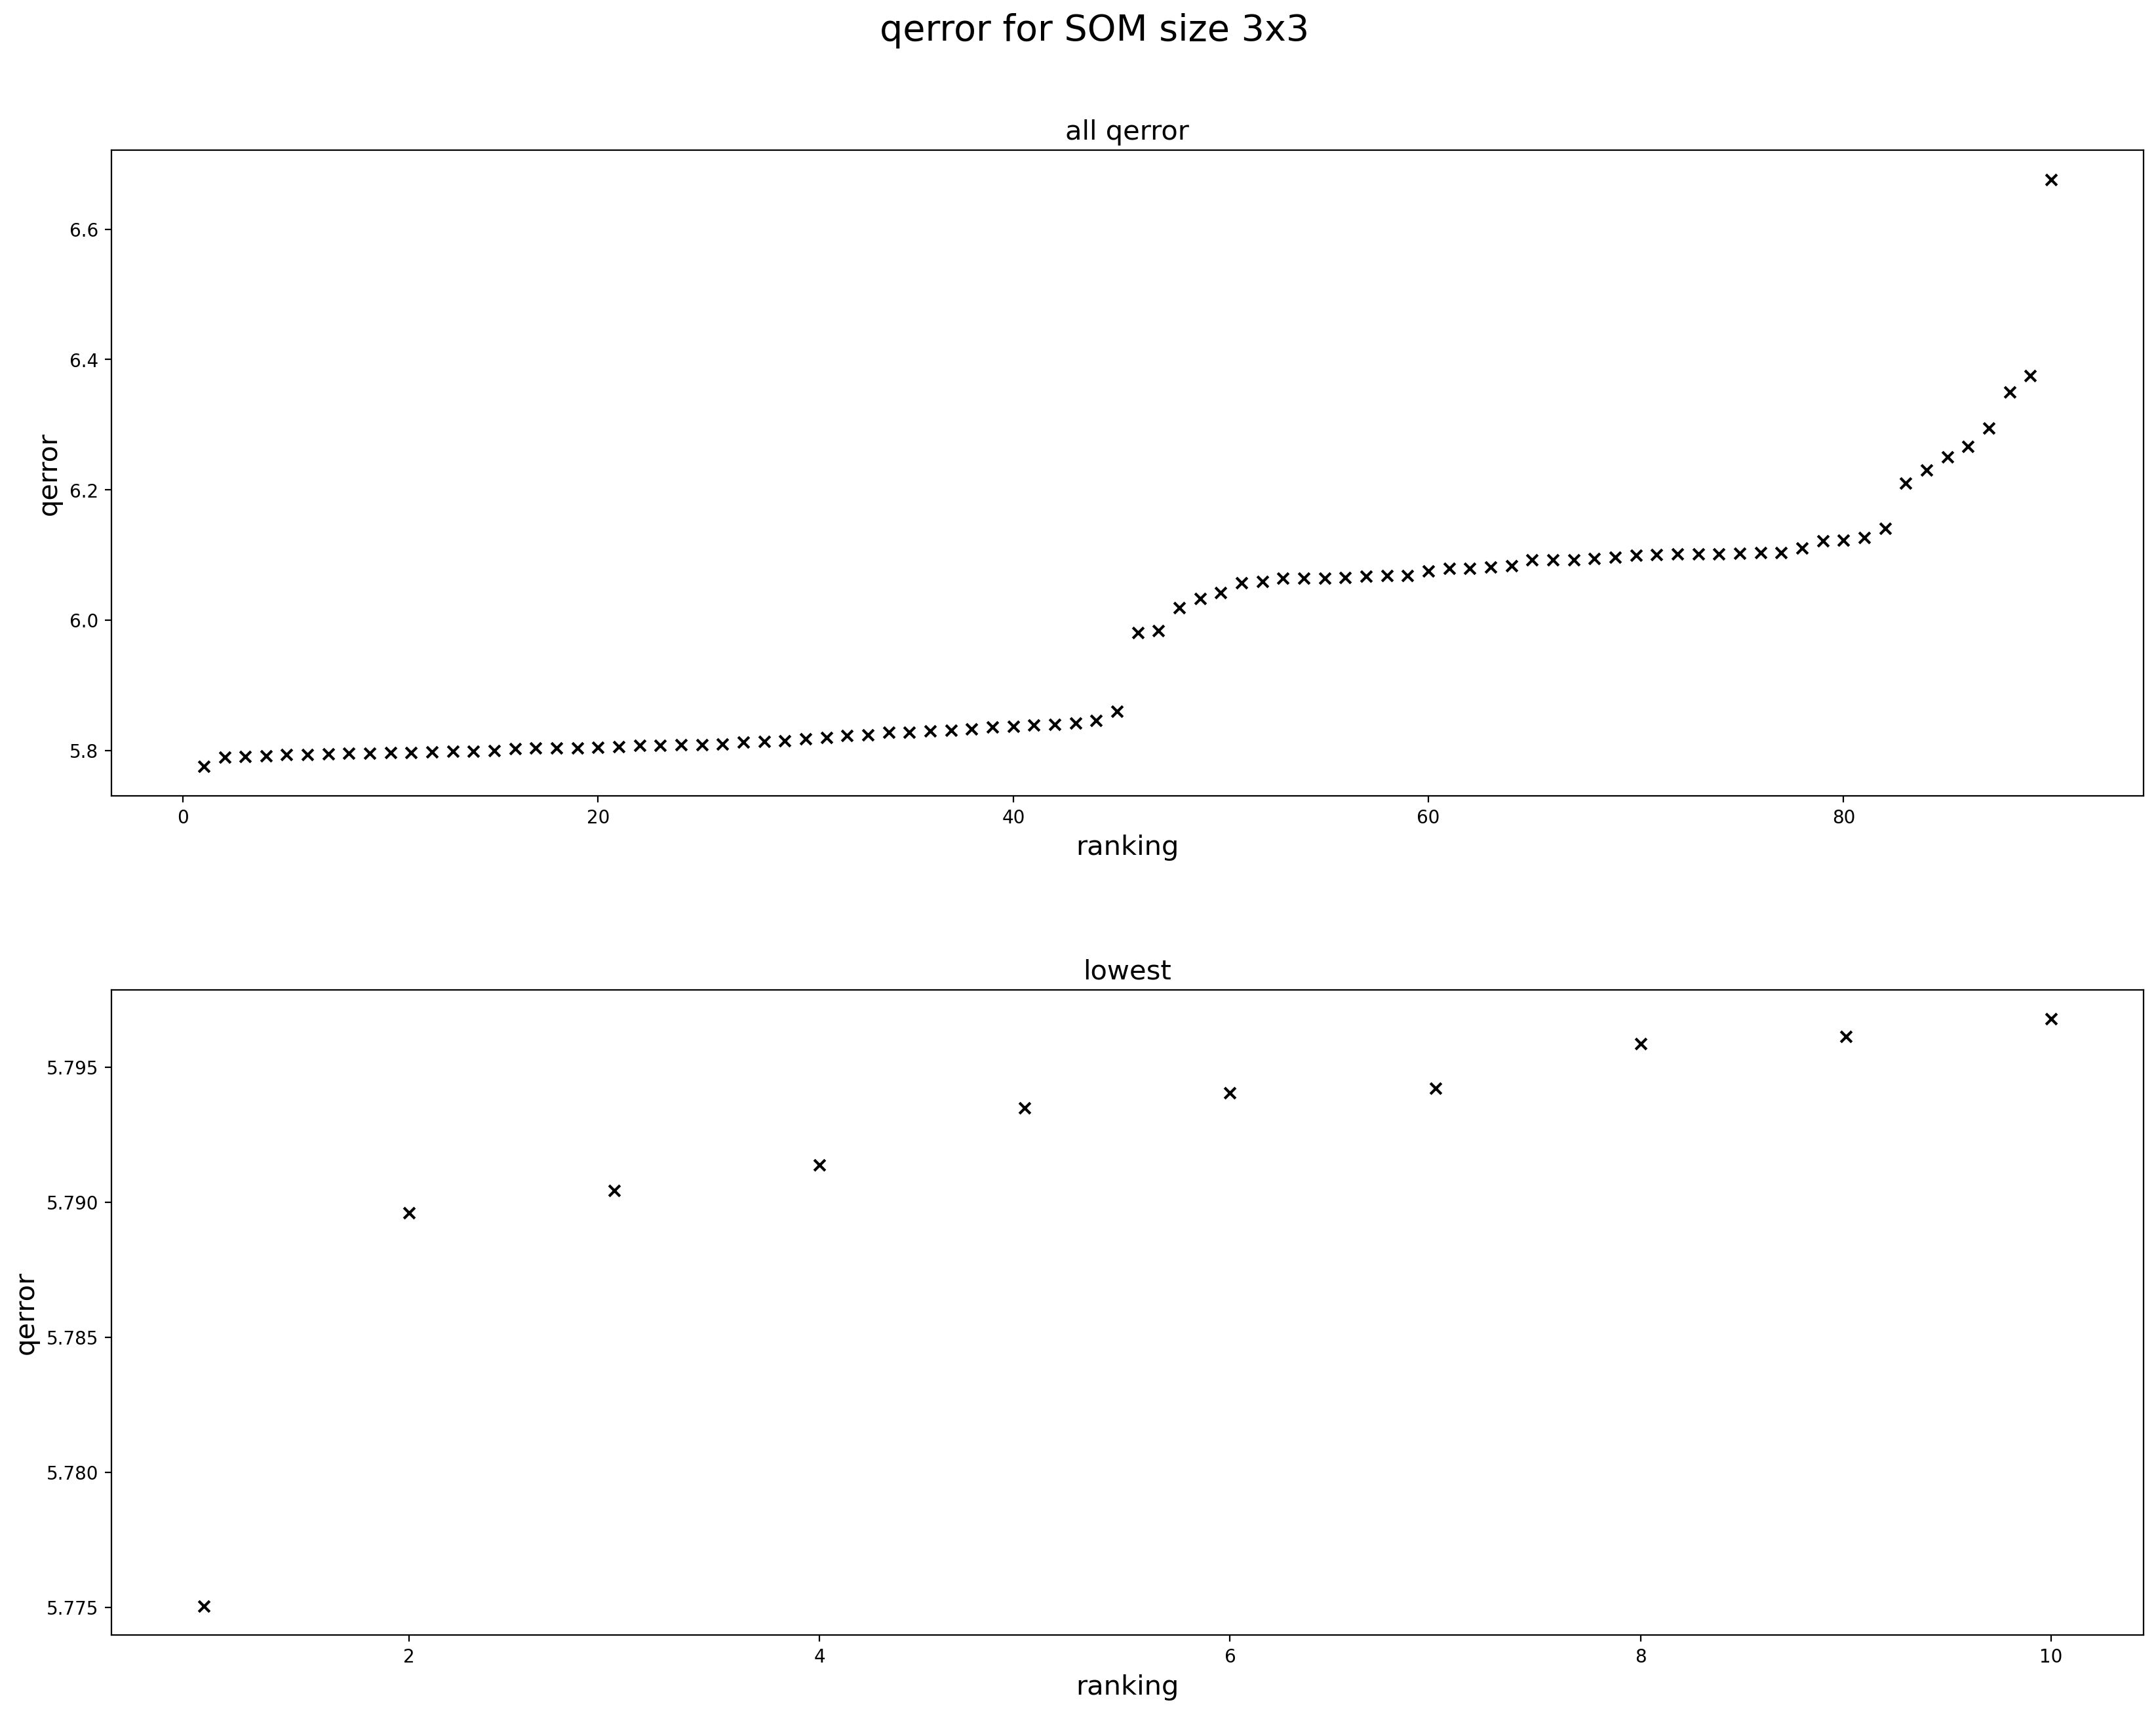 qerror for SOM size 3x3
all qerror
qerror
6.6
6.4
6.2
6.0
5.8
0 20 40 60 80
ranking
lowest
qerror
5.795
5.790
5.785
5.780
5.775
2 4 6 8 10
ranking